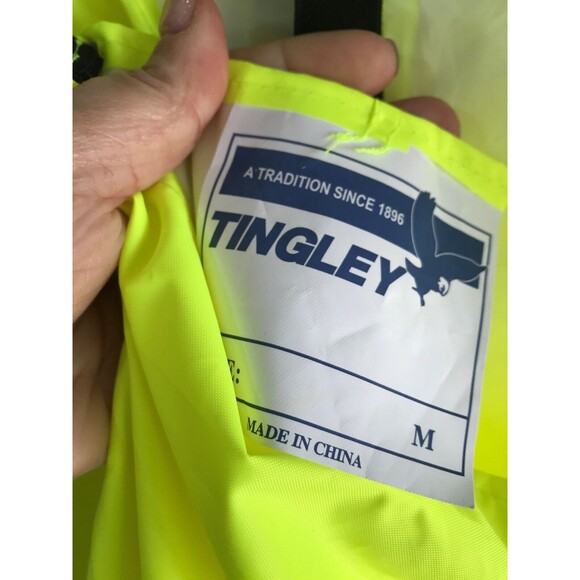 A TRADITION SINCE 1896
TINGLEY
E:
M
MADE IN CHINA